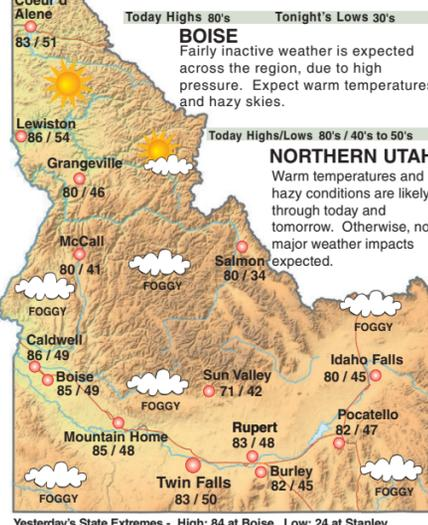 Coeur d'
Alene
83 / 51
Today Highs 80's Tonight's Lows 30's
BOISE
Fairly inactive weather is expected
across the region, due to high
pressure. Expect warm temperatures
and hazy skies.
Lewiston
86 / 54
Today Highs/Lows 80's / 40's to 50's
NORTHERN UTAH
Warm temperatures and
hazy conditions are likely
through today and
tomorrow. Otherwise, no
major weather impacts
expected.
Grangeville
80 / 46
McCall
80 / 41
Salmon
80 / 34
FOGGY
FOGGY
FOGGY
Caldwell
86 / 49
Boise
85 / 49
FOGGY
Sun Valley
71 / 42
Idaho Falls
80 / 45
Mountain Home
85 / 48
Rupert
83 / 48
Pocatello
82 / 47
Twin Falls
83 / 50
Burley
82 / 45
FOGGY
FOGGY
Yesterday's State Extremes - High: 84 at Boise Low: 24 at Stanley